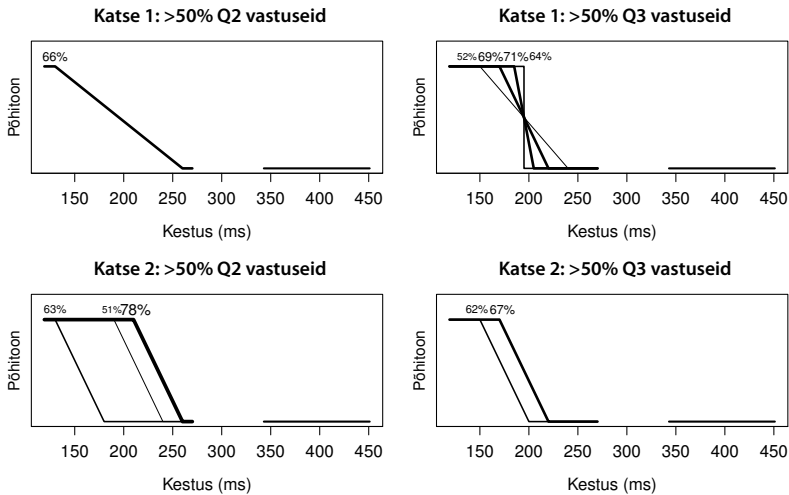 Katse 1: >50% Q2 vastuseid
66%
Põhitoon
150 200 250 300 350 400 450
Kestus (ms)
Katse 1: >50% Q3 vastuseid
52% 69% 71% 64%
Põhitoon
150 200 250 300 350 400 450
Kestus (ms)
Katse 2: >50% Q2 vastuseid
63% 51% 78%
Põhitoon
150 200 250 300 350 400 450
Kestus (ms)
Katse 2: >50% Q3 vastuseid
62% 67%
Põhitoon
150 200 250 300 350 400 450
Kestus (ms)